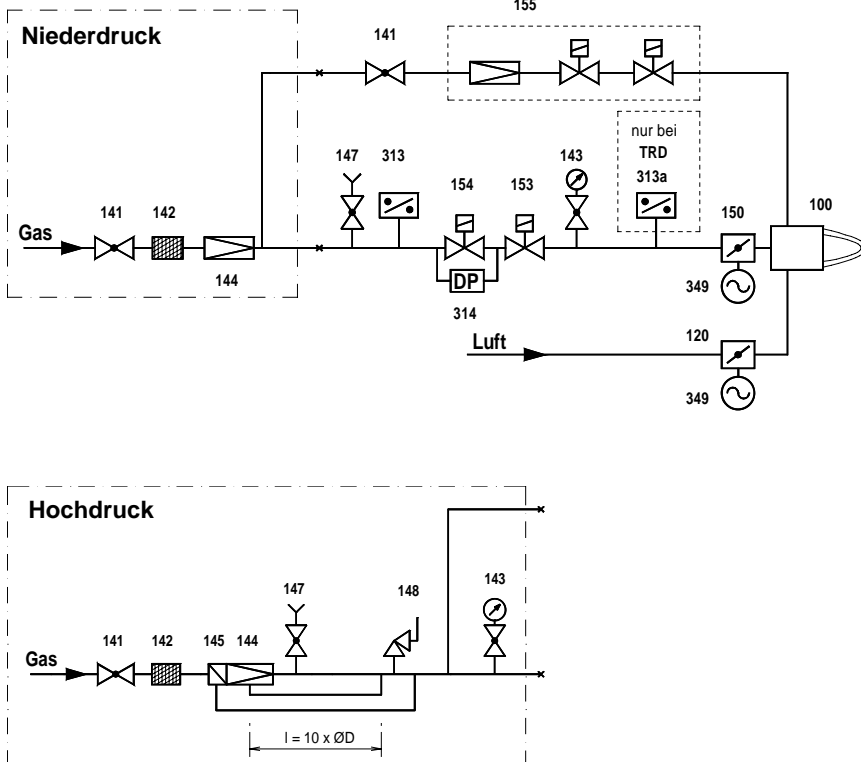 155
Niederdruck
141
nur bei
TRD
313a
147
313
143
154
153
150
100
141
142
Gas
144
DP
314
349
Luft
120
349
Hochdruck
147
148
143
141
142
145
144
Gas
l = 10 x ØD